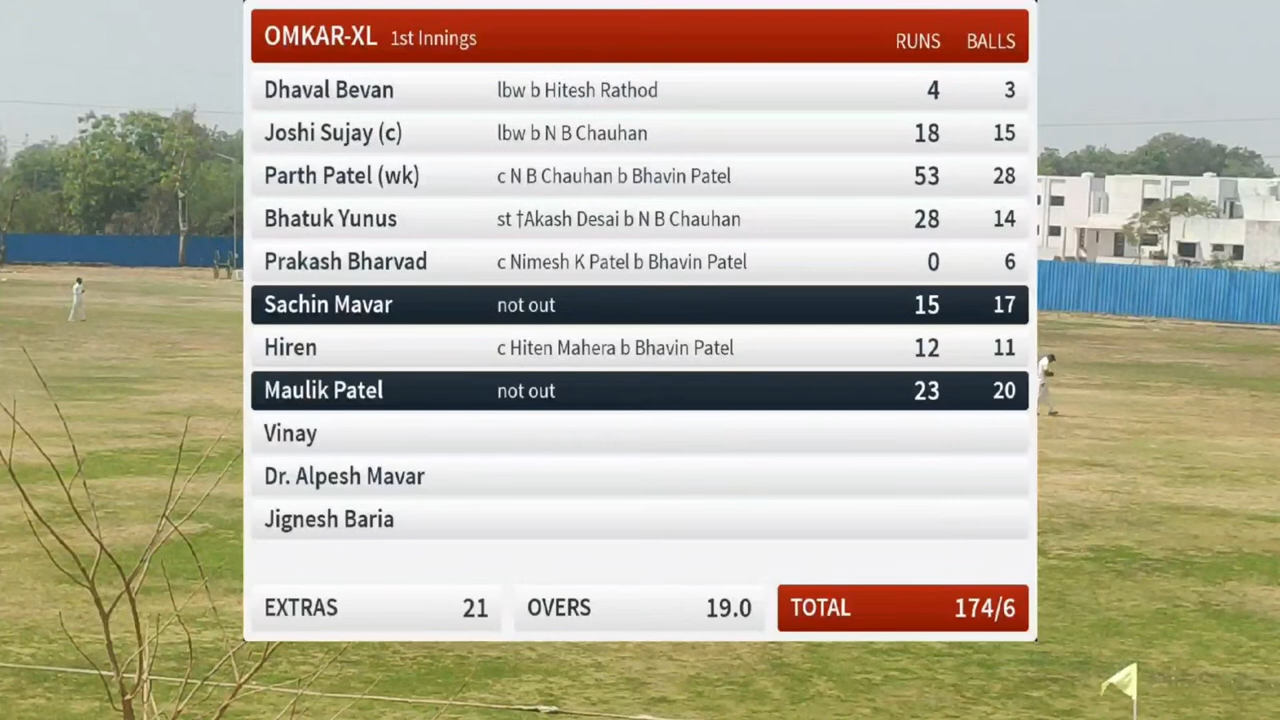 OMKAR-XL 1st Innings RUNS BALLS
Dhaval Bevan lbw b Hitesh Rathod 4 3
Joshi Sujay (c) lbw b N B Chauhan 18 15
Parth Patel (wk) c N B Chauhan b Bhavin Patel 53 28
Bhatuk Yunus st †Akash Desai b N B Chauhan 28 14
Prakash Bharvad c Nimesh K Patel b Bhavin Patel 0 6
Sachin Mavar not out 15 17
Hiren c Hiten Mahera b Bhavin Patel 12 11
Maulik Patel not out 23 20
Vinay
Dr. Alpesh Mavar
Jignesh Baria
EXTRAS 21 OVERS 19.0 TOTAL 174/6